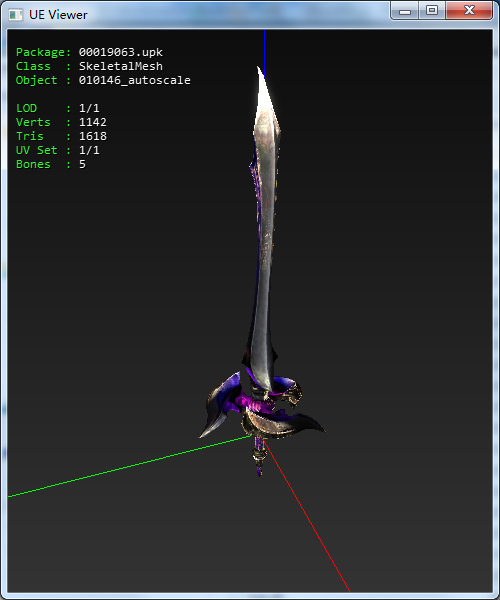 UE Viewer
Package: 00019063.upk
Class : SkeletalMesh
Object : 010146_autoscale
LOD : 1/1
Verts : 1142
Tris : 1618
UV Set : 1/1
Bones : 5